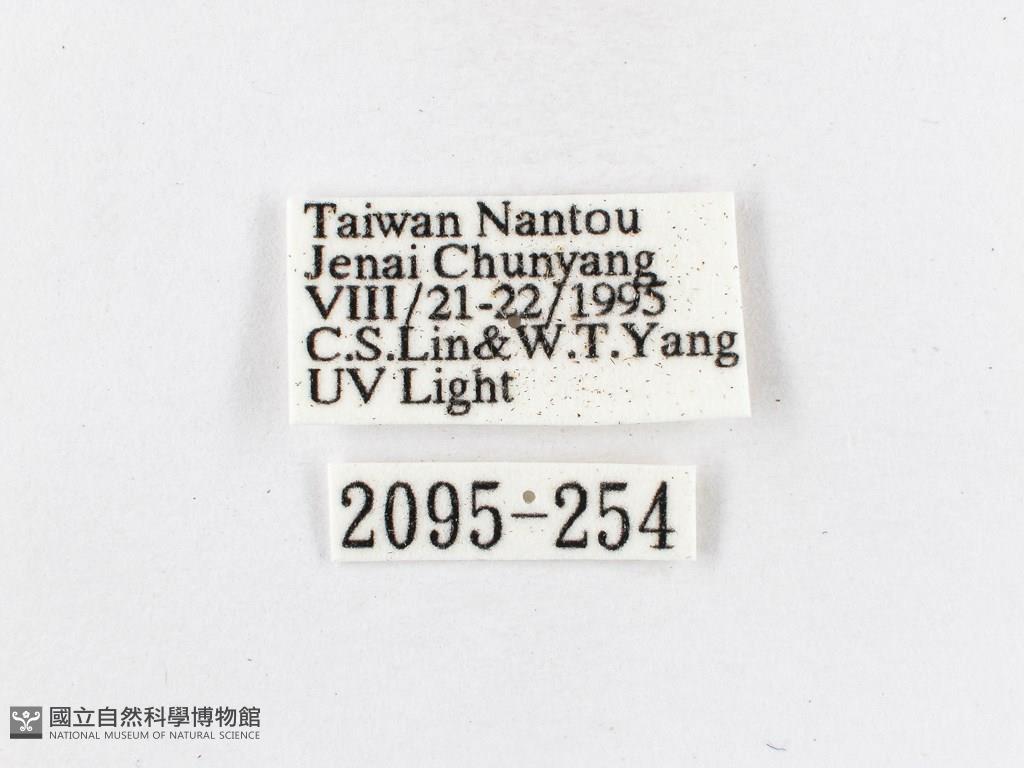 Taiwan Nantou
Jenai Chunyang
VIII/21-22/1995
C.S.Lin&W.T.Yang
UV Light
2095-254
國立自然科學博物館
NATIONAL MUSEUM OF NATURAL SCIENCE